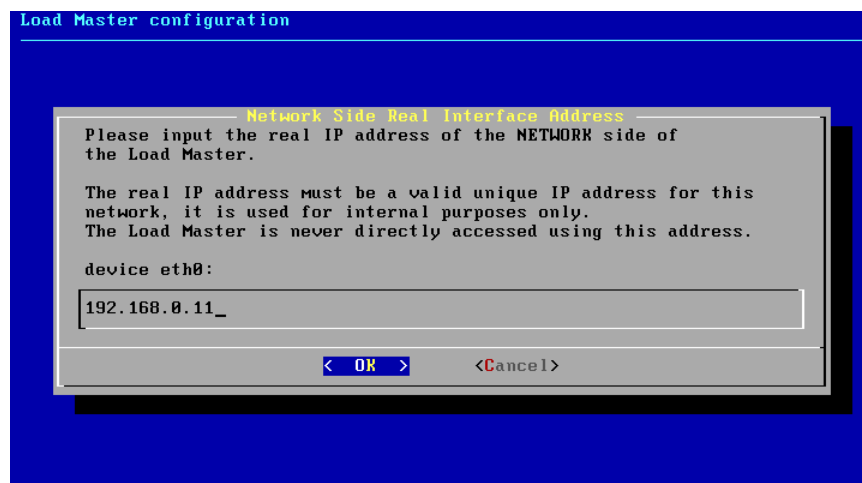 Load Master configuration
Network Side Real Interface Address
Please input the real IP address of the NETWORK side of
the Load Master.
The real IP address must be a valid unique IP address for this
network, it is used for internal purposes only.
The Load Master is never directly accessed using this address.
device eth0:
192.168.0.11_
< OK > <Cancel>